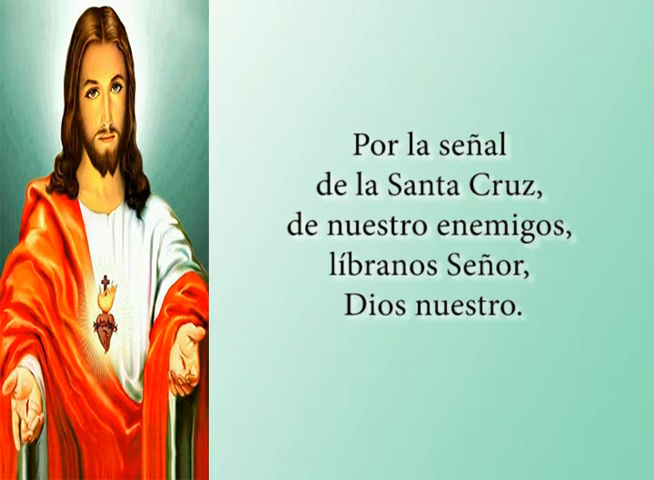 Por la señal
de la Santa Cruz,
de nuestro enemigos,
líbranos Señor,
Dios nuestro.